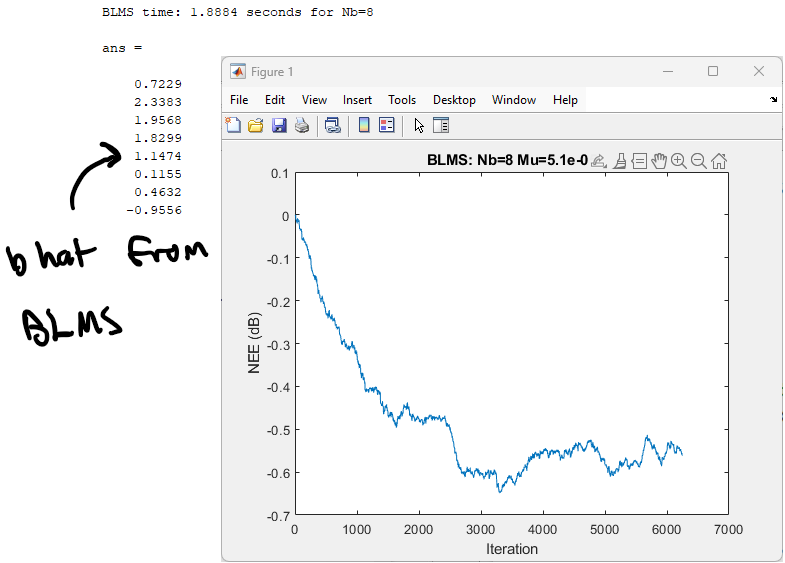 BLMS time: 1.8884 seconds for Nb=8
ans =
0.7229
2.3383
1.9568
1.8299
1.1474
0.1155
0.4632
-0.9556
b hat from
BLMS
Figure 1
File Edit View Insert Tools Desktop Window Help
BLMS: Nb=8 Mu=5.1e-0
0.1
0
-0.1
-0.2
-0.3
-0.4
-0.5
-0.6
-0.7
NEE (dB)
0 1000 2000 3000 4000 5000 6000 7000
Iteration